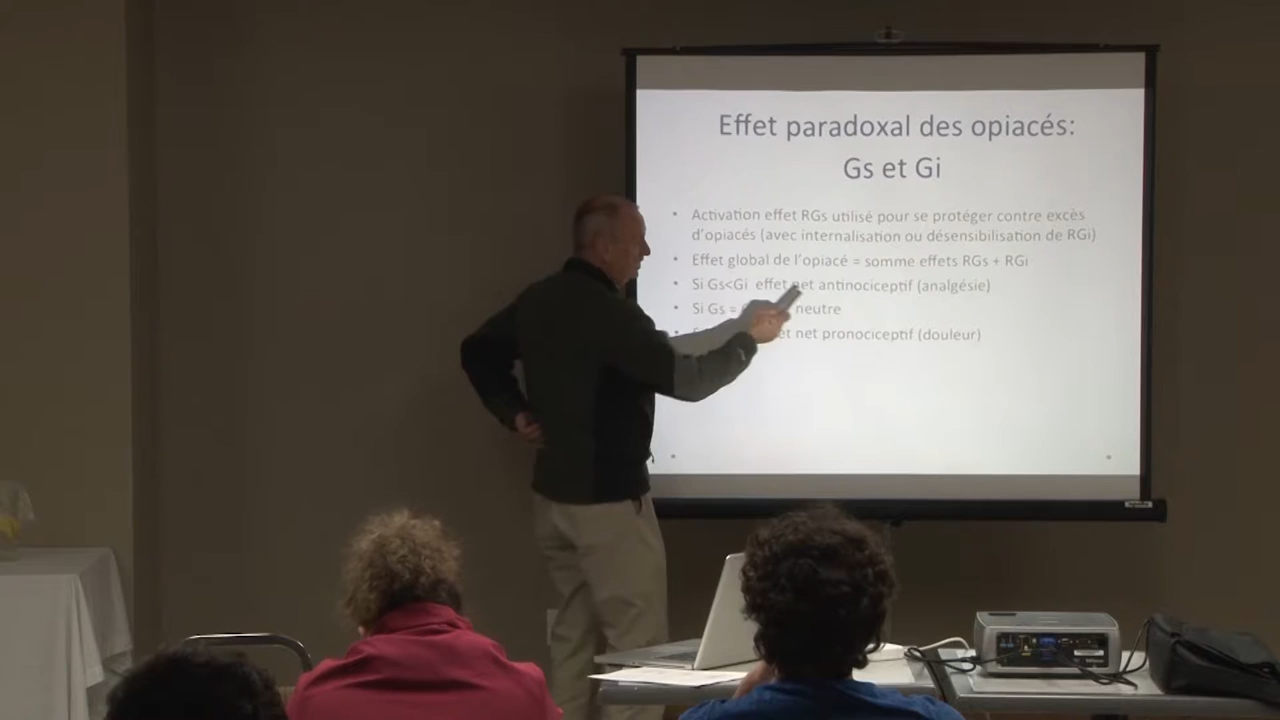 Effet paradoxal des opiacés:
Gs et Gi
• Activation effet RGs utilisé pour se protéger contre excès
d'opiacés (avec internalisation ou désensibilisation de RGi)
• Effet global de l'opiacé = somme effets RGs + RGi
• Si Gs<Gi effet net antinociceptif (analgésie)
• Si Gs = neutre
• net pronociceptif (douleur)